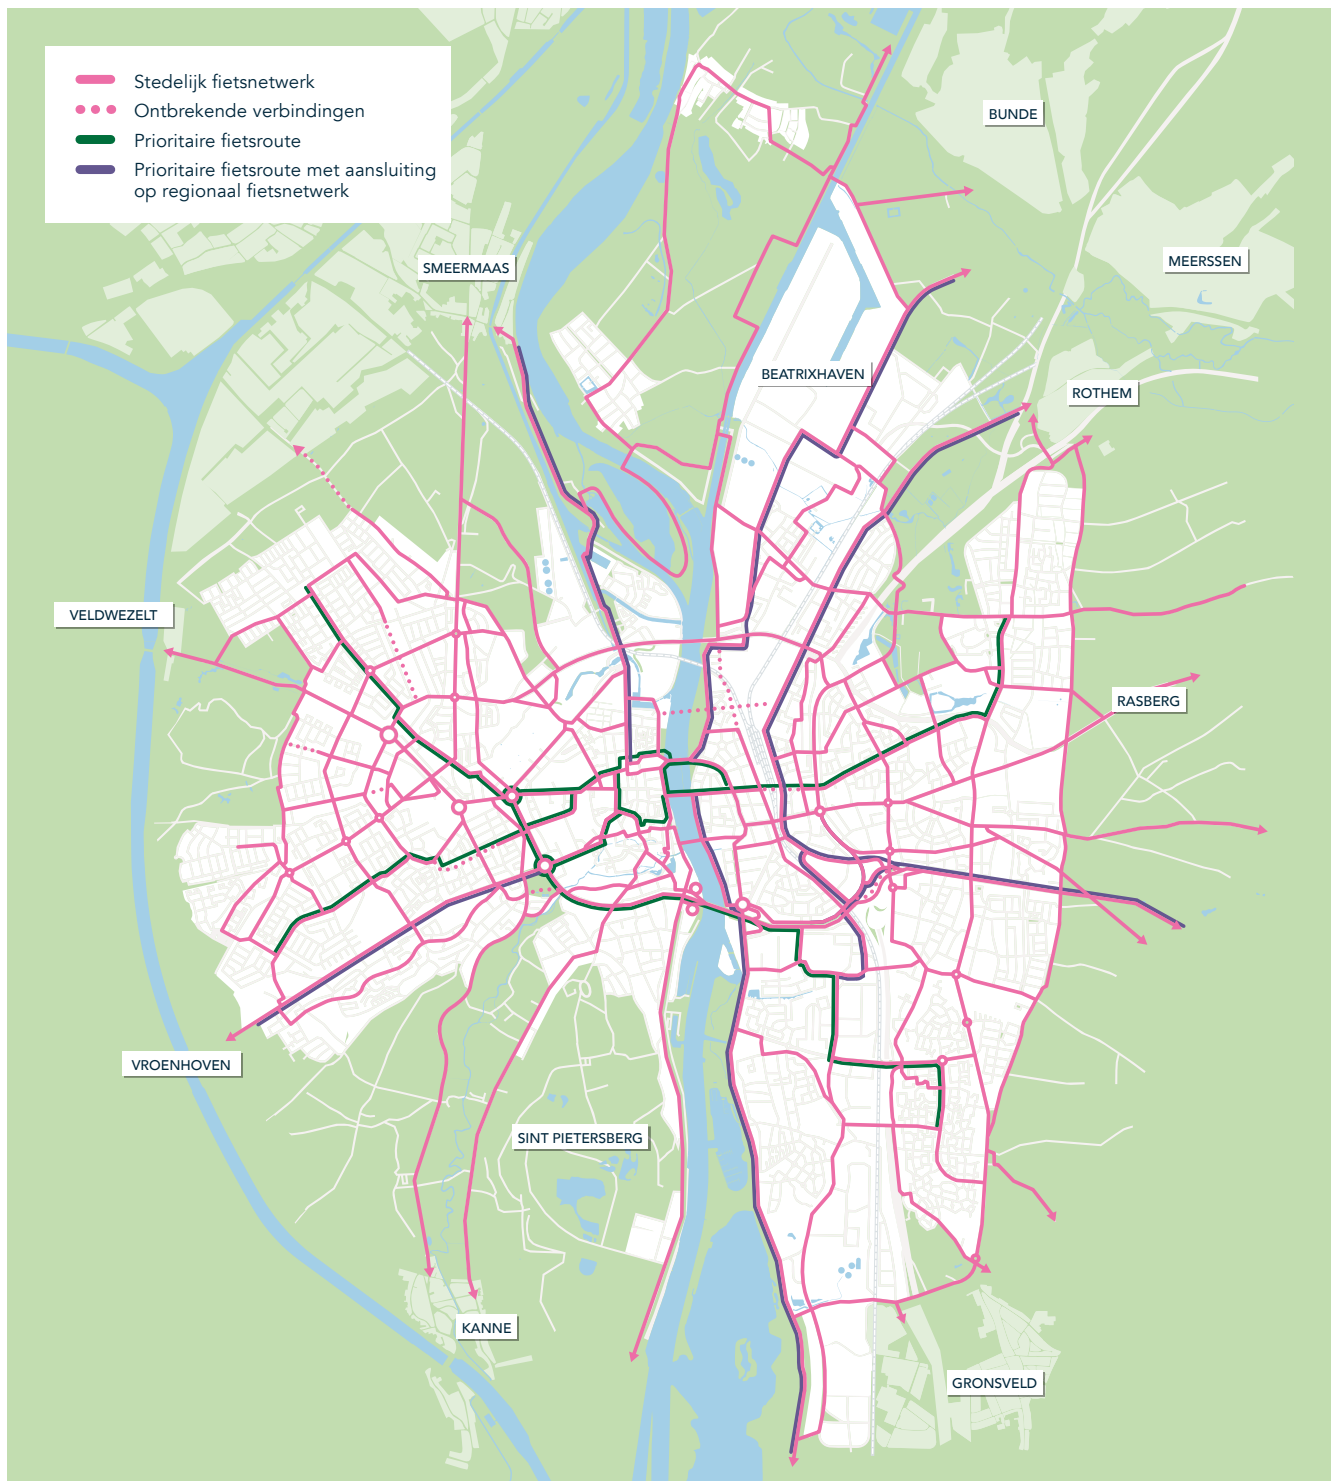 Stedelijk fietsnetwerk
Ontbrekende verbindingen
Prioritaire fietsroute
Prioritaire fietsroute met aansluiting
op regionaal fietsnetwerk
BUNDE
MEERSSEN
SMEERMAAS
BEATRIXHAVEN
ROTHEM
VELDWEZELT
RASBERG
VROENHOVEN
SINT PIETERSBERG
KANNE
GRONSVELD